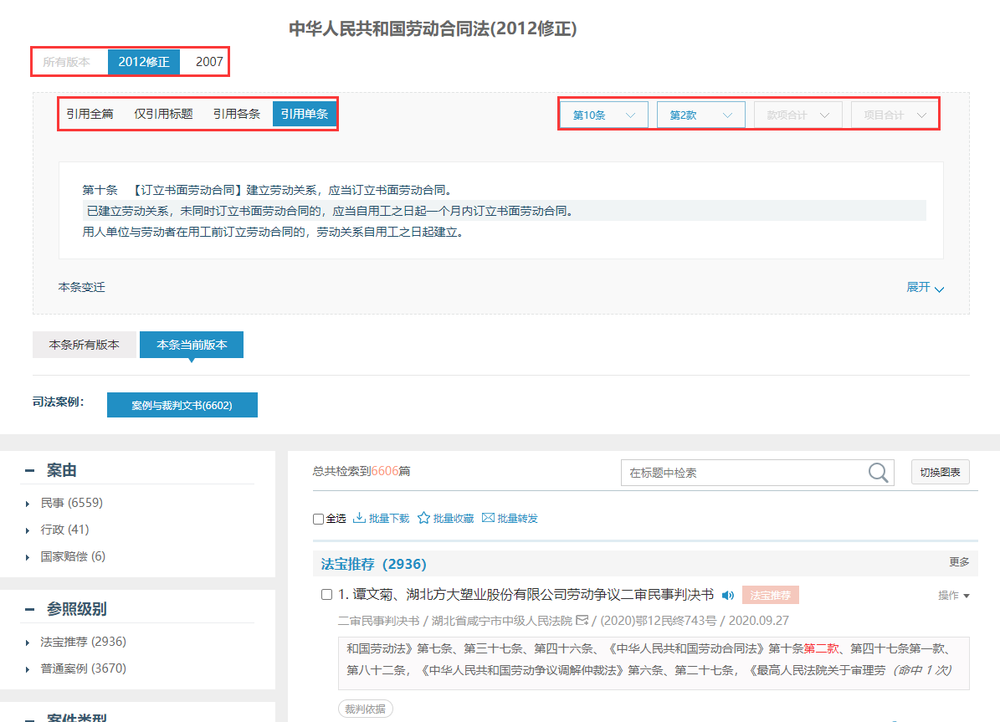 中华人民共和国劳动合同法(2012修正)
所有版本 2012修正 2007
引用全篇 仅引用标题 引用各条 引用单条 第10条 第2款 款项合计 项目合计
第十条 【订立书面劳动合同】建立劳动关系，应当订立书面劳动合同。
已建立劳动关系，未同时订立书面劳动合同的，应当自用工之日起一个月内订立书面劳动合同。
用人单位与劳动者在用工前订立劳动合同的，劳动关系自用工之日起建立。
本条变迁 展开
本条所有版本 本条当前版本
司法案例： 案例与裁判文书(6602)
案由
民事 (6559)
行政 (41)
国家赔偿 (6)
参照级别
法宝推荐 (2936)
普通案例 (3670)
案件类型
总共检索到6606篇 在标题中检索 切换图表
全选 批量下载 批量收藏 批量转发
法宝推荐（2936） 更多
1. 谭文菊、湖北方大塑业股份有限公司劳动争议二审民事判决书 法宝推荐 操作
二审民事判决书 / 湖北省咸宁市中级人民法院 / (2020)鄂12民终743号 / 2020.09.27
和国劳动法》第七条、第三十七条、第四十六条、《中华人民共和国劳动合同法》第十条第二款、第四十七条第一款、
第八十二条，《中华人民共和国劳动争议调解仲裁法》第六条、第二十七条，《最高人民法院关于审理劳 （命中 1 次）
裁判依据